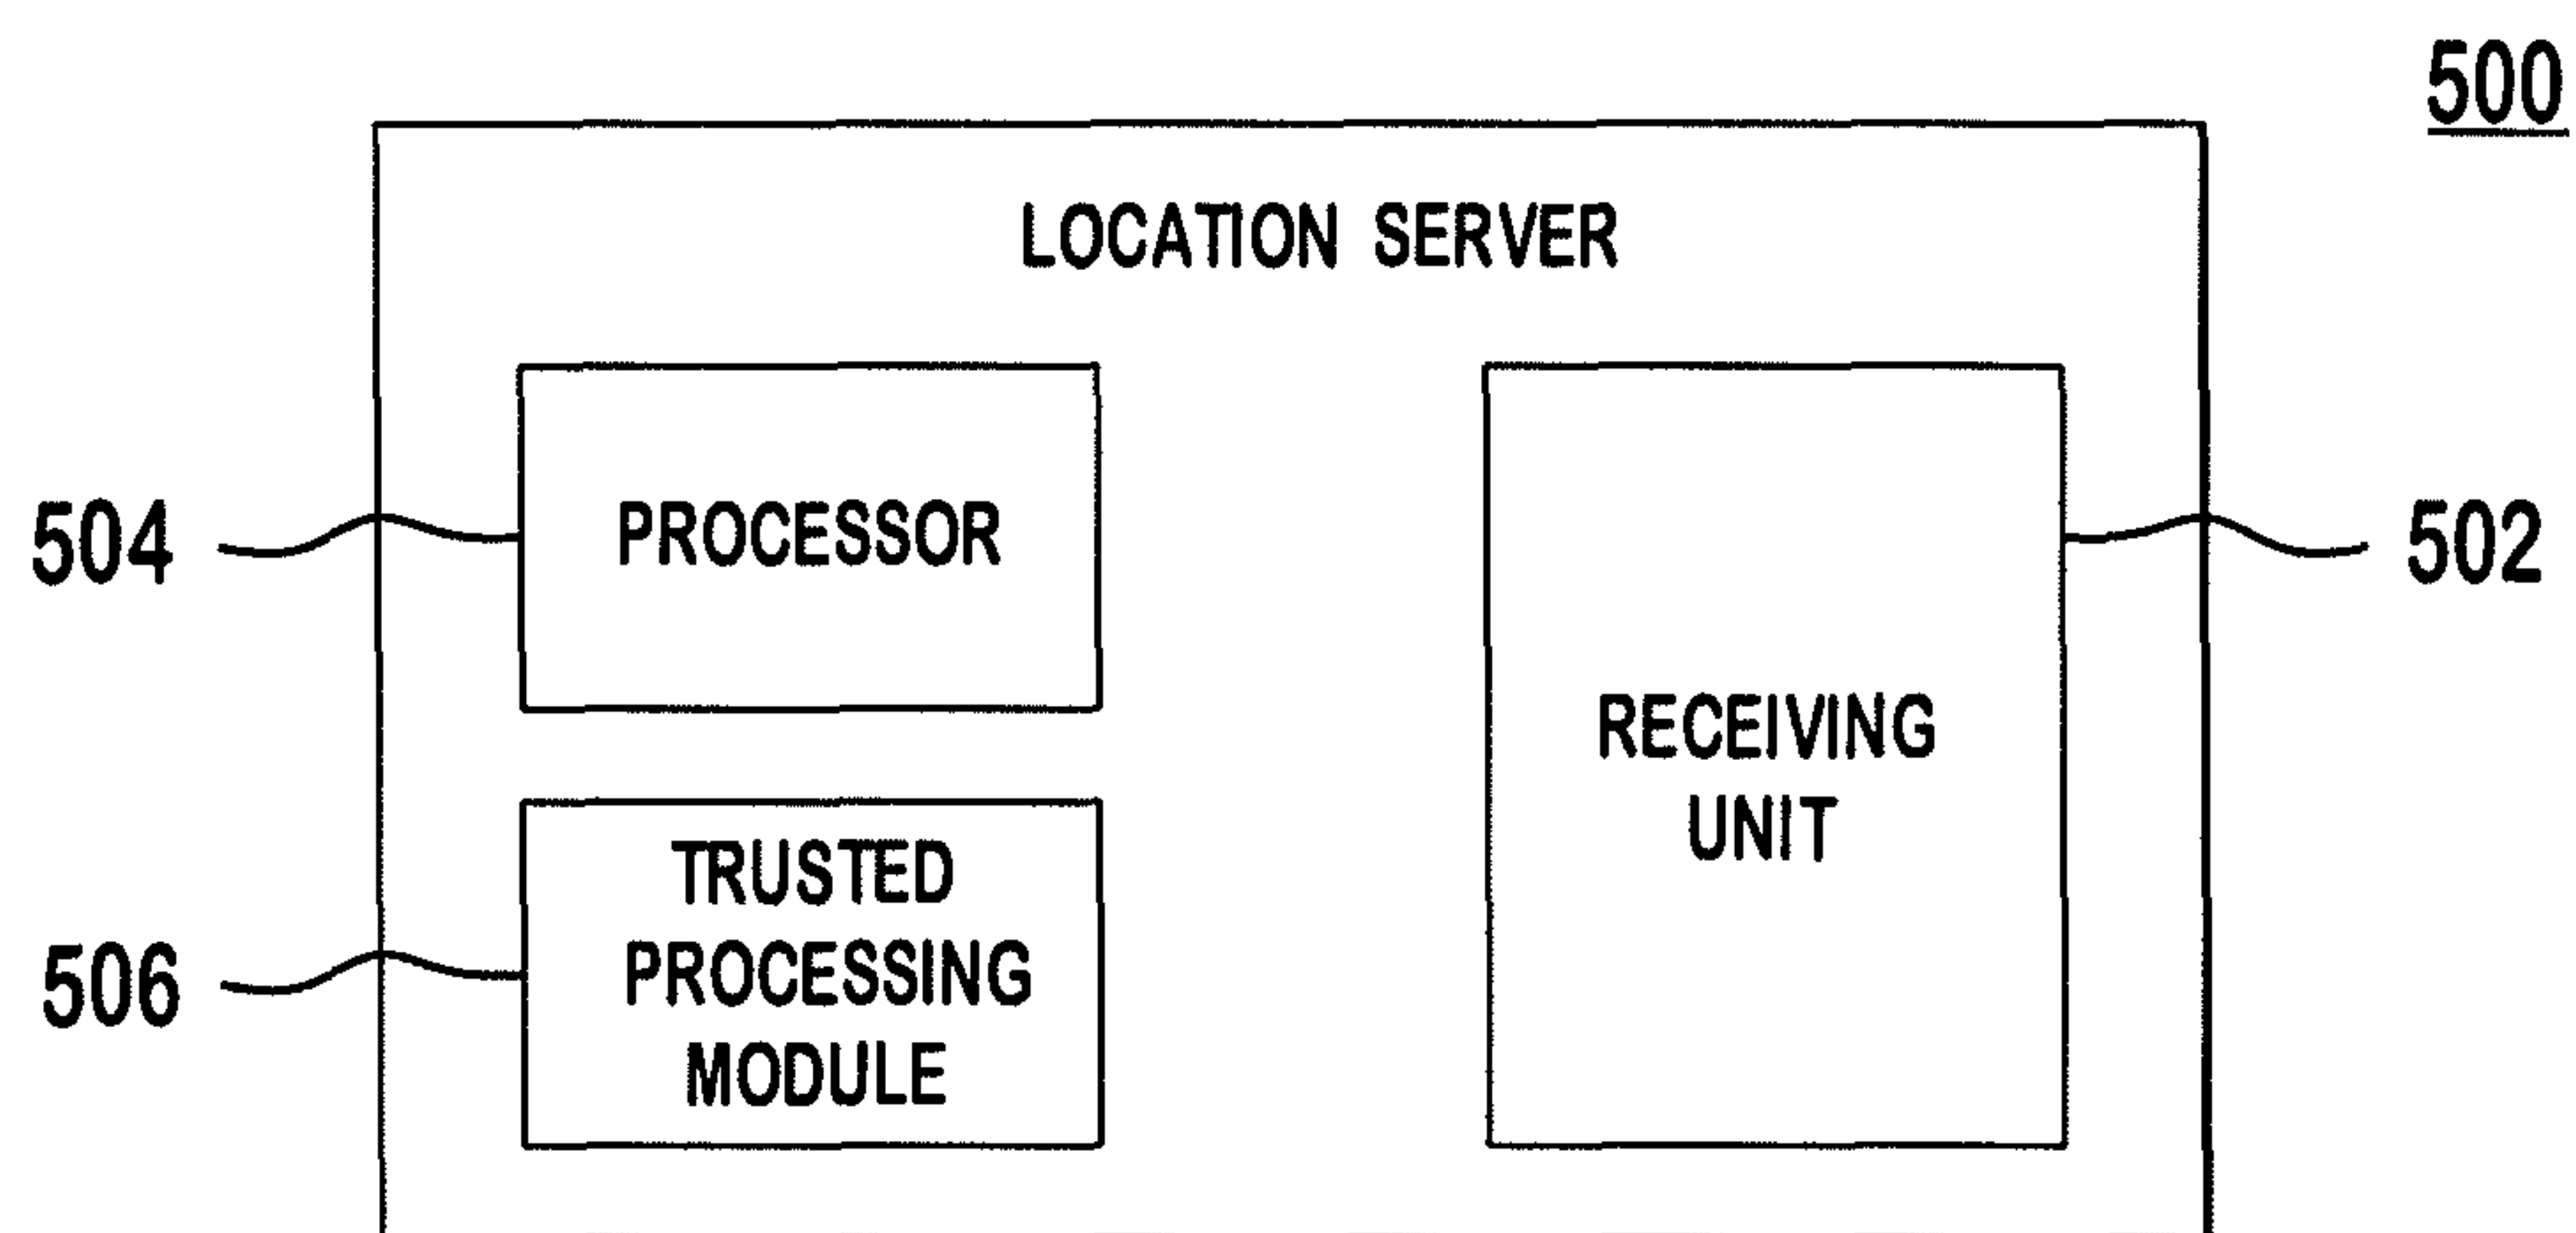 500
LOCATION SERVER
504
PROCESSOR
502
RECEIVING
UNIT
506
TRUSTED
PROCESSING
MODULE